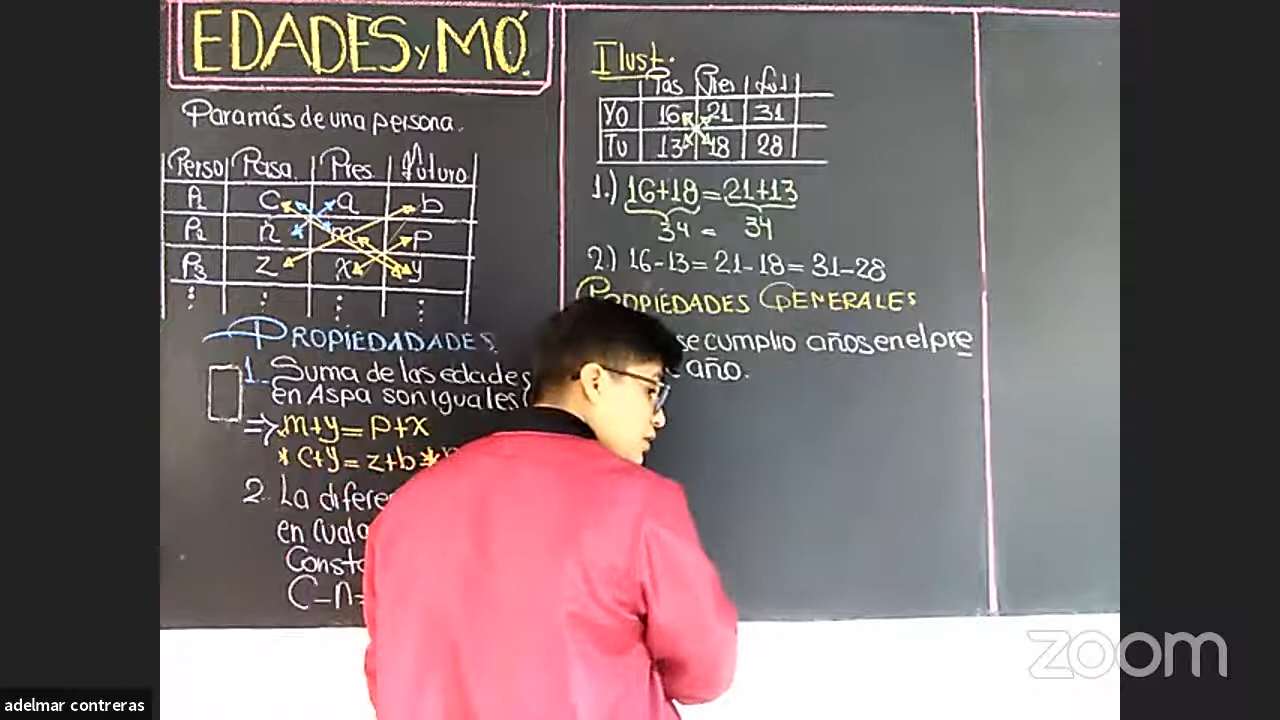 EDADES Y MÓ.
Para más de una persona.
Perso Pasa. Pres. Futuro
P1 c a b
P2 n m p
P3 z x y
PROPIEDADADES.
1. Suma de las edades
en Aspa son iguales
=> m+y = p+x
* c+y = z+b *
2. La difere
en Cualq
Consta
C-n=
Ilust.
Pas Pres Fut
Yo 16 21 31
Tu 13 18 28
1.) 16+18 = 21+13
34 = 34
2) 16-13 = 21-18 = 31-28
PROPIEDADES GENERALES
se cumplio años en el pre
año.
zoom
adelmar contreras